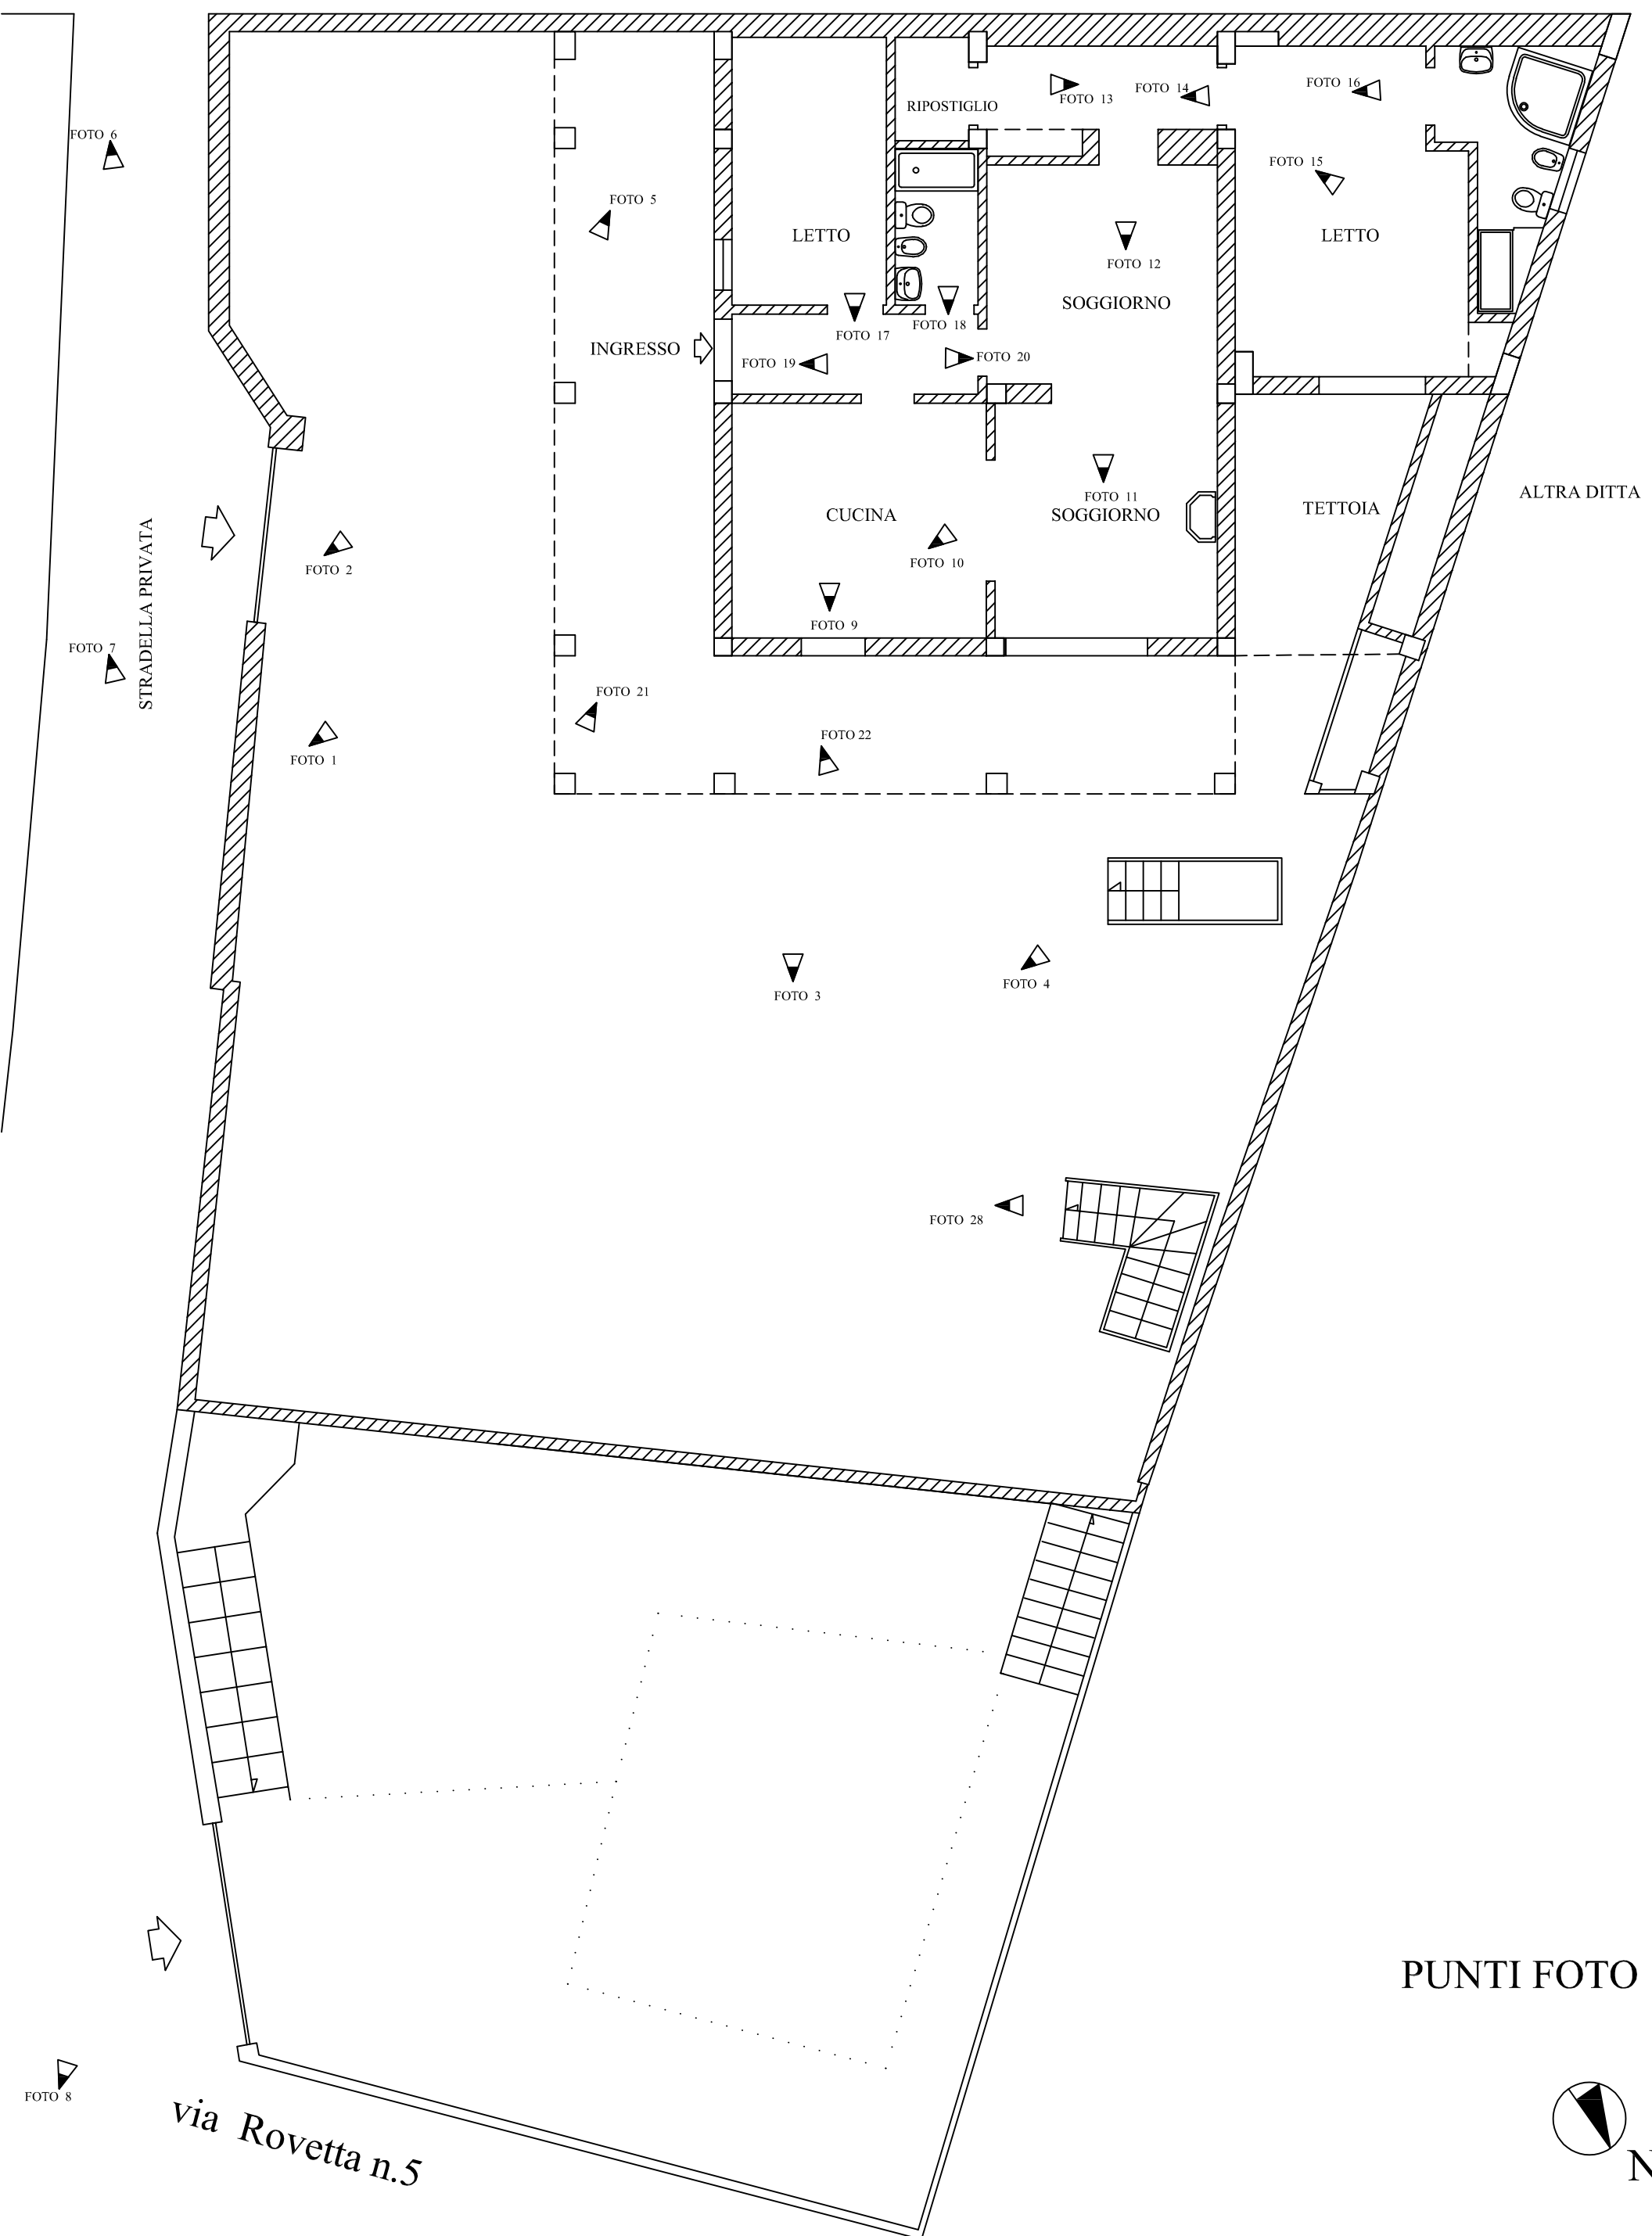 FOTO 6
RIPOSTIGLIO
FOTO 13
FOTO 14
FOTO 16
FOTO 15
FOTO 5
LETTO
LETTO
FOTO 12
SOGGIORNO
FOTO 17
FOTO 18
INGRESSO
FOTO 19
FOTO 20
ALTRA DITTA
FOTO 11
CUCINA
SOGGIORNO
TETTOIA
FOTO 10
FOTO 2
STRADELLA PRIVATA
FOTO 9
FOTO 7
FOTO 21
FOTO 22
FOTO 1
FOTO 4
FOTO 3
FOTO 28
PUNTI FOTO
FOTO 8
via Rovetta n.5
N